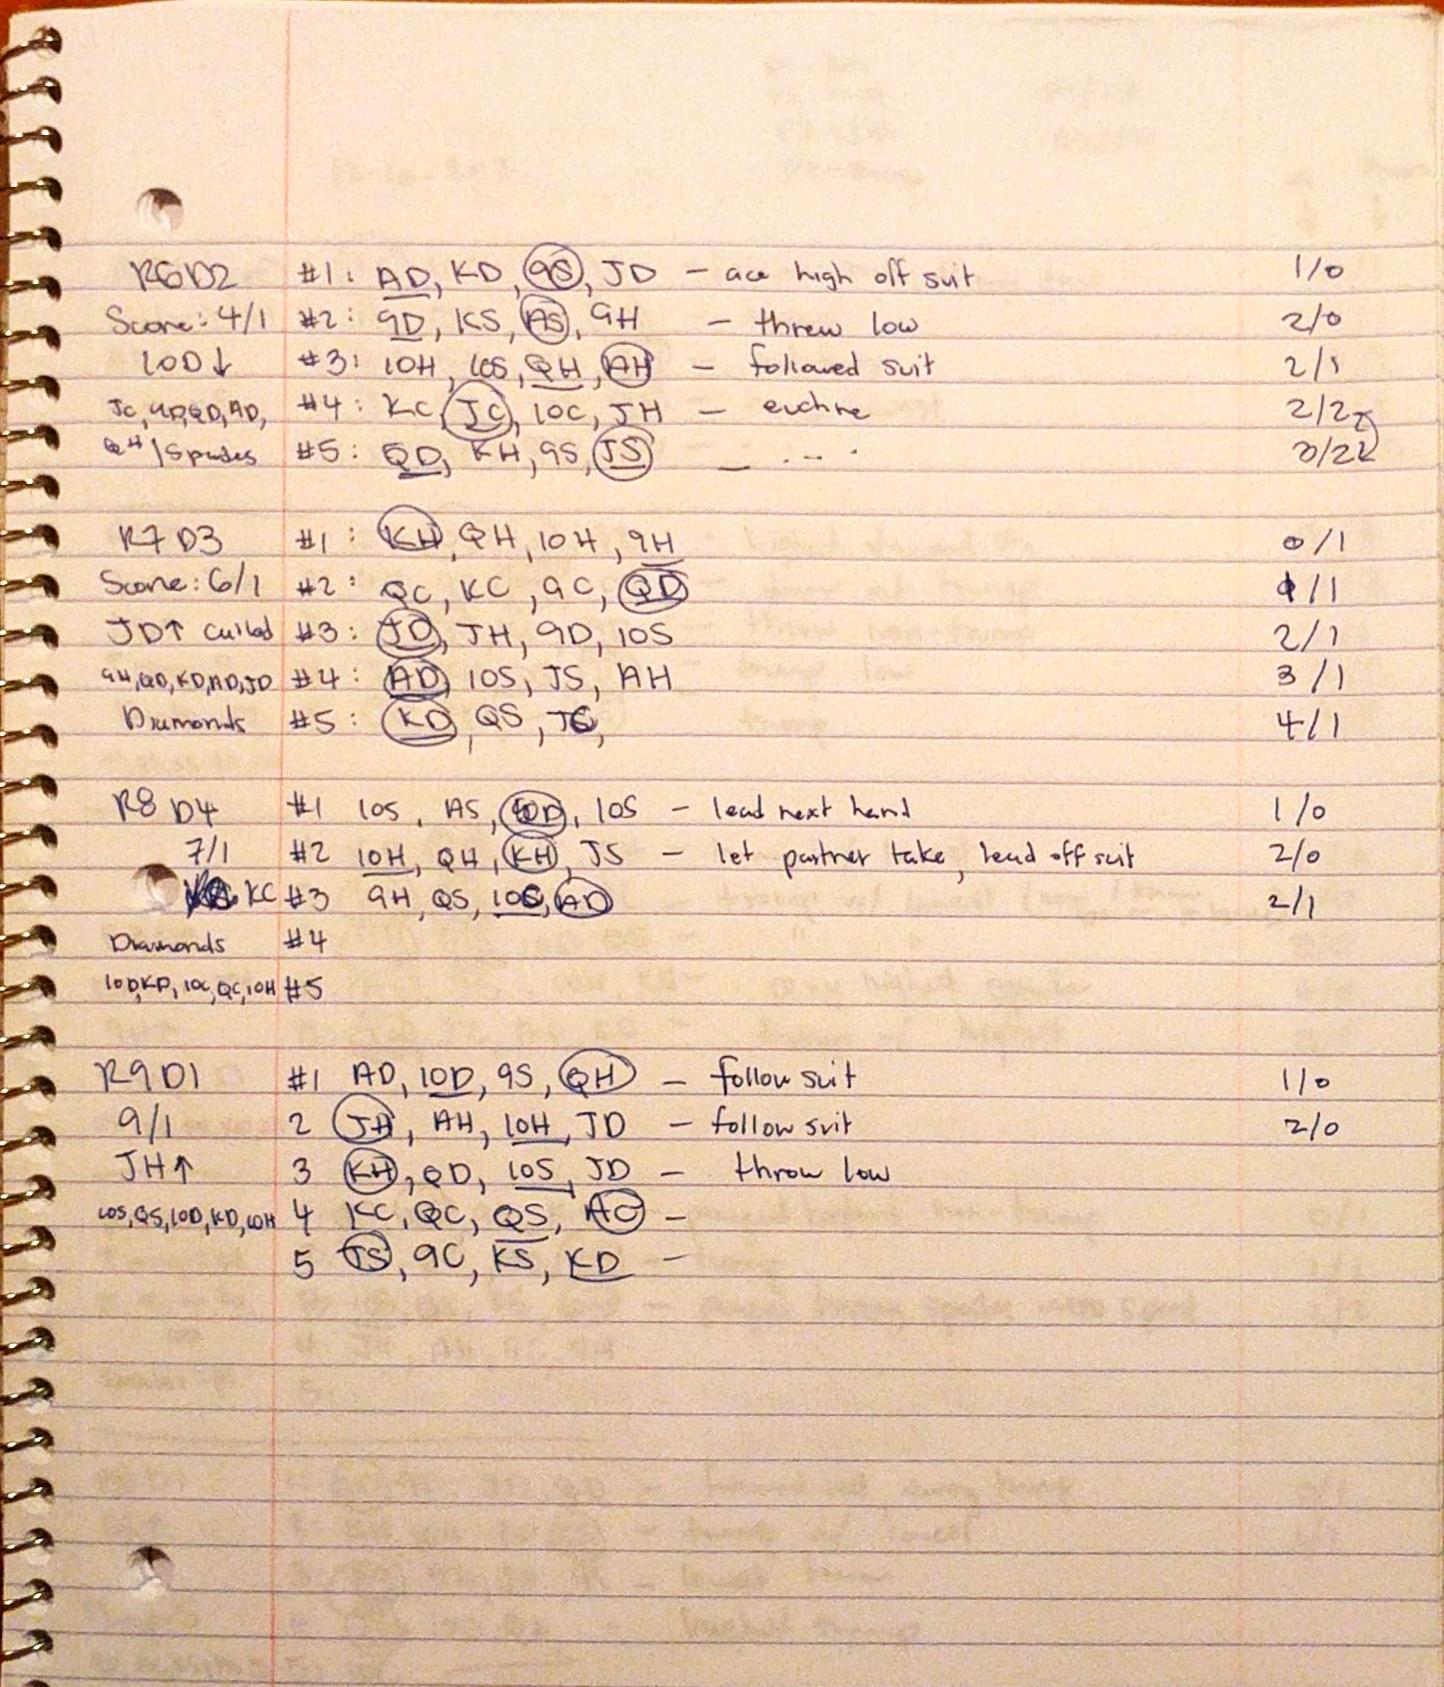 R6D2 #1: AD, KD, 9S, JD - ace high off suit 1/0
Score: 4/1 #2: 9D, KS, AS, 9H - threw low 2/0
10D↓ #3: 10H, 10S, QH, AH - followed suit 2/1
JC, 9D, QD, AD, #4: KC, JC, 10C, JH - euchre 2/2
QH/Spades #5: QD, KH, 9S, JS - ... 3/2
R7 D3 #1: KH, QH, 10H, 9H 0/1
Score: 6/1 #2: QC, KC, 9C, QD 1/1
JD↑ called #3: JD, JH, 9D, 10S 2/1
9H, QD, KD, AD, JD #4: AD, 10S, JS, AH 3/1
Diamonds #5: KD, QS, JC, 4/1
R8 D4 #1 10S, AS, 10D, 10S - lead next hand 1/0
7/1 #2 10H, QH, KH, JS - let partner take, lead off suit 2/0
KC #3 9H, QS, 10C, AD 2/1
Diamonds #4
10D, KD, 10C, QC, 10H #5
R9 D1 #1 AD, 10D, 9S, QH - follow suit 1/0
9/1 2 JH, AH, 10H, JD - follow suit 2/0
JH↑ 3 KH, QD, 10S, JD - throw low
10S, QS, 10D, KD, 10H 4 KC, QC, QS, AC -
5 JS, 9C, KS, KD -